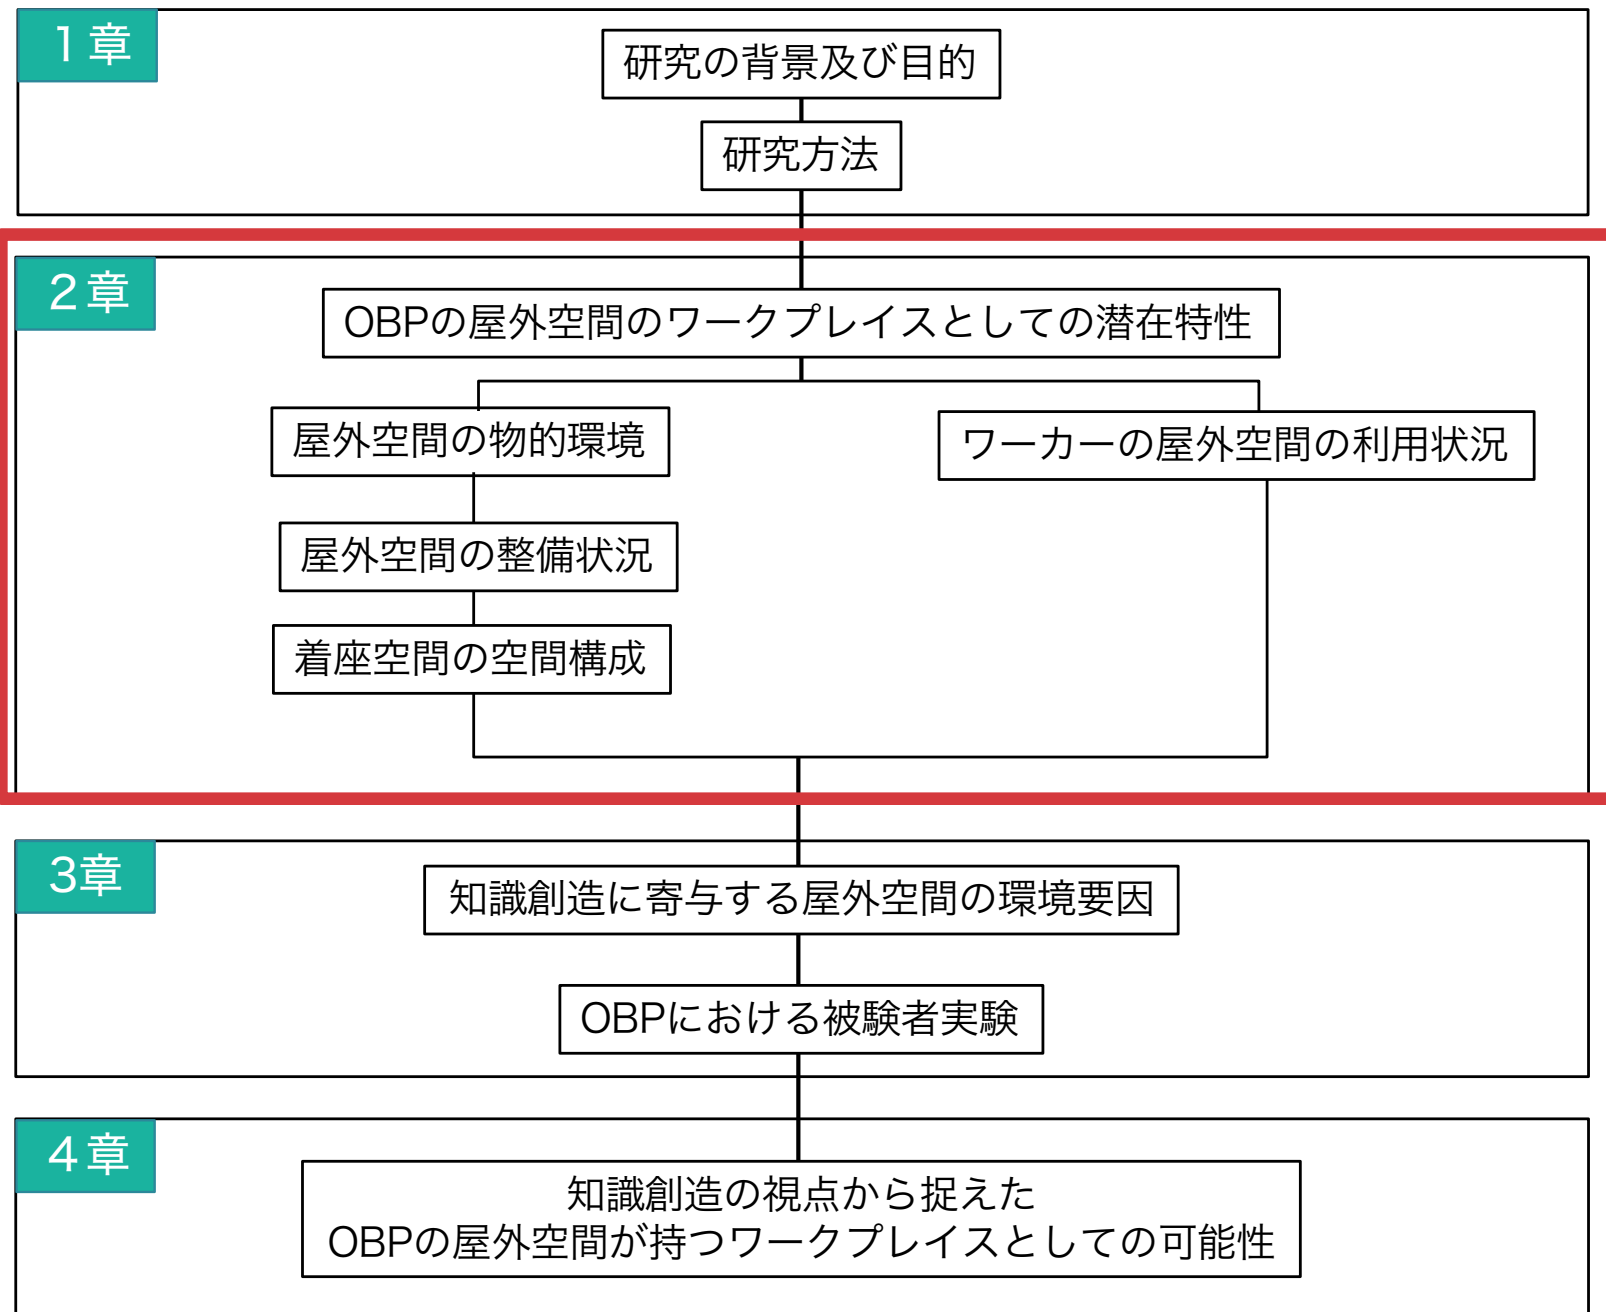 １章
研究の背景及び目的
研究方法
２章
OBPの屋外空間のワークプレイスとしての潜在特性
屋外空間の物的環境
ワーカーの屋外空間の利用状況
屋外空間の整備状況
着座空間の空間構成
3章
知識創造に寄与する屋外空間の環境要因
OBPにおける被験者実験
４章
知識創造の視点から捉えた
OBPの屋外空間が持つワークプレイスとしての可能性